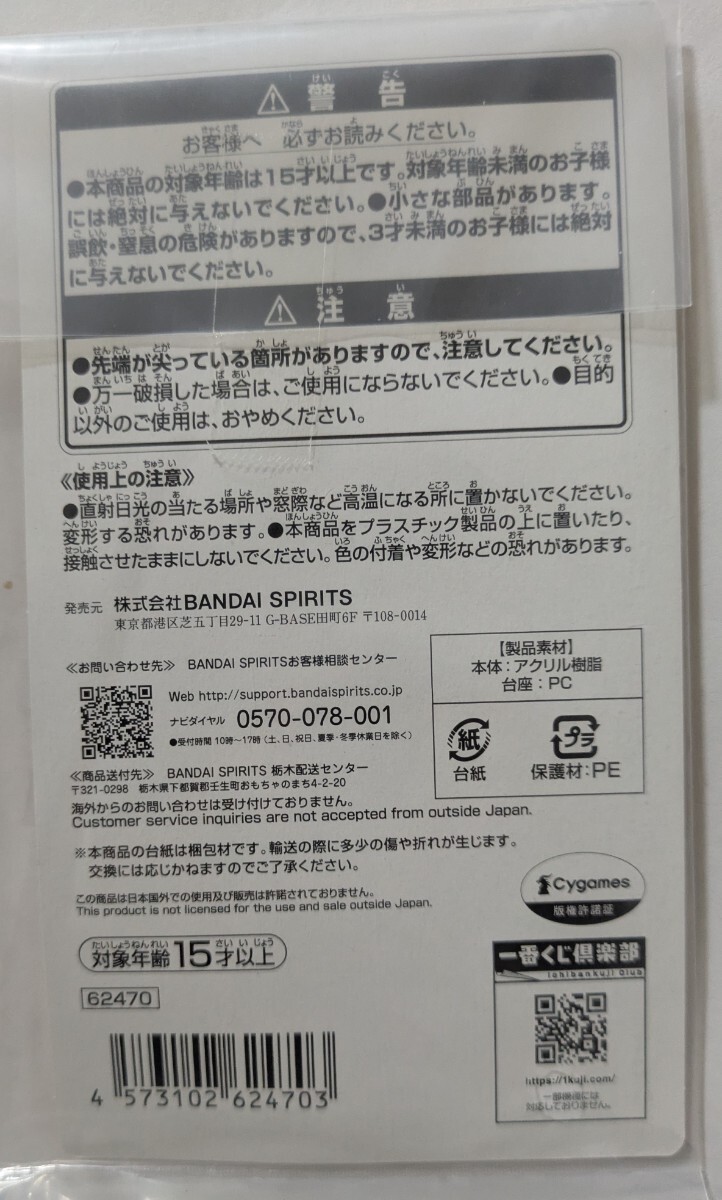 ⚠ 警告
お客様へ 必ずお読みください。
●本商品の対象年齢は15才以上です。対象年齢未満のお子様
には絶対に与えないでください。●小さな部品があります。
誤飲・窒息の危険がありますので、3才未満のお子様には絶対
に与えないでください。
⚠ 注意
●先端が尖っている箇所がありますので、注意してください。
●万一破損した場合は、ご使用にならないでください。●目的
以外のご使用は、おやめください。
《使用上の注意》
●直射日光の当たる場所や窓際など高温になる所に置かないでください。
変形する恐れがあります。●本商品をプラスチック製品の上に置いたり、
接触させたままにしないでください。色の付着や変形などの恐れがあります。
発売元 株式会社BANDAI SPIRITS
東京都港区芝五丁目29-11 G-BASE田町6F 〒108-0014
≪お問い合わせ先≫ BANDAI SPIRITSお客様相談センター
Web http://support.bandaispirits.co.jp
ナビダイヤル 0570-078-001
●受付時間 10時〜17時（土、日、祝日、夏季・冬季休業日を除く）
≪商品送付先≫ BANDAI SPIRITS 栃木配送センター
〒321-0298 栃木県下都賀郡壬生町おもちゃのまち4-2-20
海外からのお問い合わせは受け付けておりません。
Customer service inquiries are not accepted from outside Japan.
【製品素材】
本体：アクリル樹脂
台座：PC
紙
台紙
プラ
保護材：PE
※本商品の台紙は梱包材です。輸送の際に多少の傷や折れが生じます。
交換には応じかねますのでご了承ください。
この商品は日本国外での使用及び販売は許諾されておりません。
This product is not licensed for the use and sale outside Japan.
Cygames
版権許諾証
対象年齢15才以上
62470
4 573102 624703
一番くじ倶楽部
Ichibankuji Club
https://1kuji.com/
一部機種には
対応しておりません。